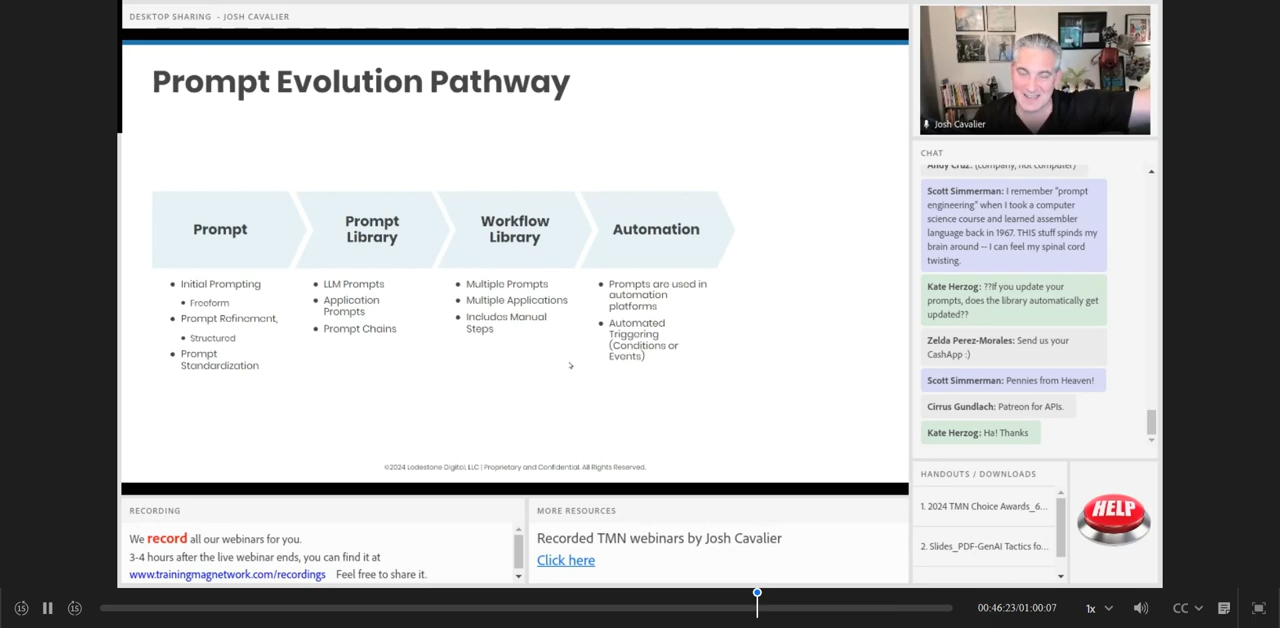 DESKTOP SHARING - JOSH CAVALIER
Prompt Evolution Pathway
Prompt
• Initial Prompting
• Freeform
• Prompt Refinement,
• Structured
• Prompt
Standardization
Prompt
Library
• LLM Prompts
• Application
Prompts
• Prompt Chains
Workflow
Library
• Multiple Prompts
• Multiple Applications
• Includes Manual
Steps
Automation
• Prompts are used in
automation
platforms
• Automated
Triggering
(Conditions or
Events)
©2024 Lodestone Digital, LLC | Proprietary and Confidential. All Rights Reserved.
Josh Cavalier
CHAT
Andy Cruz: (company, not computer)
Scott Simmerman: I remember "prompt
engineering" when I took a computer
science course and learned assembler
language back in 1967. THIS stuff spinds my
brain around -- I can feel my spinal cord
twisting.
Kate Herzog: ??If you update your
prompts, does the library automatically get
updated??
Zelda Perez-Morales: Send us your
CashApp :)
Scott Simmerman: Pennies from Heaven!
Cirrus Gundlach: Patreon for APIs.
Kate Herzog: Ha! Thanks
RECORDING
We record all our webinars for you.
3-4 hours after the live webinar ends, you can find it at
www.trainingmagnetwork.com/recordings Feel free to share it.
MORE RESOURCES
Recorded TMN webinars by Josh Cavalier
Click here
HANDOUTS / DOWNLOADS
1. 2024 TMN Choice Awards_6...
2. Slides_PDF-GenAI Tactics fo...
HELP
15
15
00:46:23/01:00:07
1x
CC